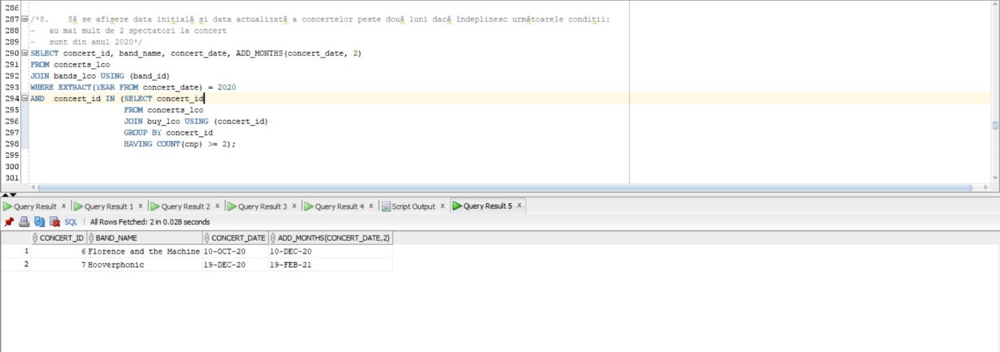 286
287 /*8. Să se afișeze data inițială și data actualizată a concertelor peste două luni dacă îndeplinesc următoarele condiții:
288 - au mai mult de 2 spectatori la concert
289 - sunt din anul 2020*/
290 SELECT concert_id, band_name, concert_date, ADD_MONTHS(concert_date, 2)
291 FROM concerts_lco
292 JOIN bands_lco USING (band_id)
293 WHERE EXTRACT(YEAR FROM concert_date) = 2020
294 AND concert_id IN (SELECT concert_id
295 FROM concerts_lco
296 JOIN buy_lco USING (concert_id)
297 GROUP BY concert_id
298 HAVING COUNT(cnp) >= 2);
299
300
301
Query Result x Query Result 1 x Query Result 2 x Query Result 3 x Query Result 4 x Script Output x Query Result 5 x
SQL | All Rows Fetched: 2 in 0.028 seconds
CONCERT_ID BAND_NAME CONCERT_DATE ADD_MONTHS(CONCERT_DATE,2)
1 6 Florence and the Machine 10-OCT-20 10-DEC-20
2 7 Hooverphonic 19-DEC-20 19-FEB-21